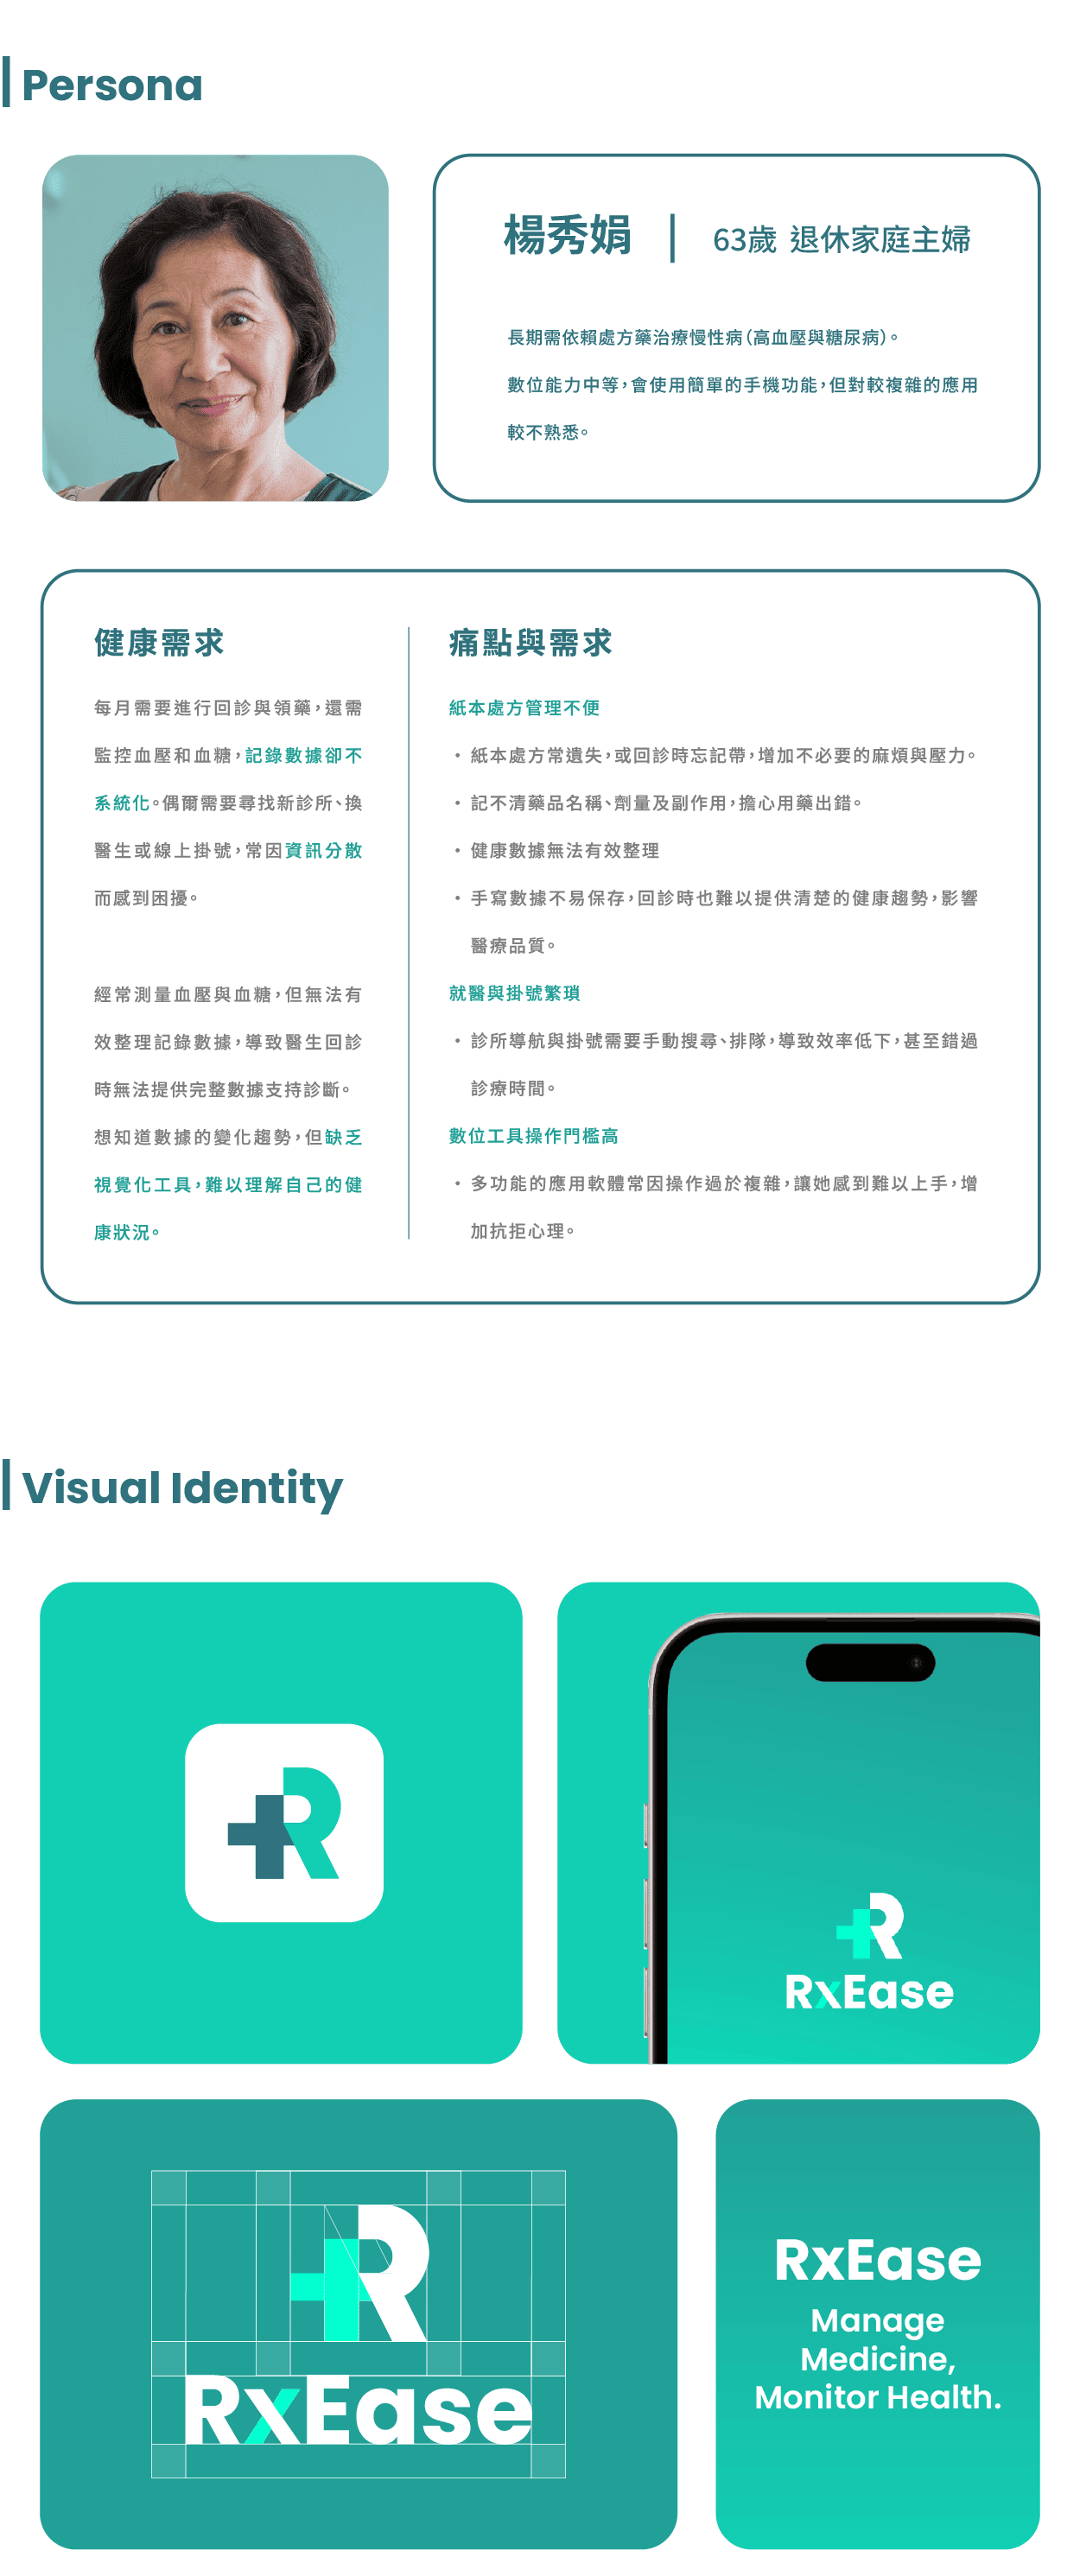 Persona
楊秀娟 | 63歲 退休家庭主婦
長期需依賴處方藥治療慢性病(高血壓與糖尿病)。
數位能力中等,會使用簡單的手機功能,但對較複雜的應用
較不熟悉。
健康需求
每月需要進行回診與領藥,還需
監控血壓和血糖,記錄數據卻不
系統化。偶爾需要尋找新診所、換
醫生或線上掛號,常因資訊分散
而感到困擾。
經常測量血壓與血糖,但無法有
效整理記錄數據,導致醫生回診
時無法提供完整數據支持診斷。
想知道數據的變化趨勢,但缺乏
視覺化工具,難以理解自己的健
康狀況。
痛點與需求
紙本處方管理不便
・紙本處方常遺失,或回診時忘記帶,增加不必要的麻煩與壓力。
・記不清藥品名稱、劑量及副作用,擔心用藥出錯。
・健康數據無法有效整理
・手寫數據不易保存,回診時也難以提供清楚的健康趨勢,影響
醫療品質。
就醫與掛號繁瑣
・診所導航與掛號需要手動搜尋、排隊,導致效率低下,甚至錯過
診療時間。
數位工具操作門檻高
・多功能的應用軟體常因操作過於複雜,讓她感到難以上手,增
加抗拒心理。
Visual Identity
R
R
RxEase
R
RxEase
RxEase
Manage
Medicine,
Monitor Health.